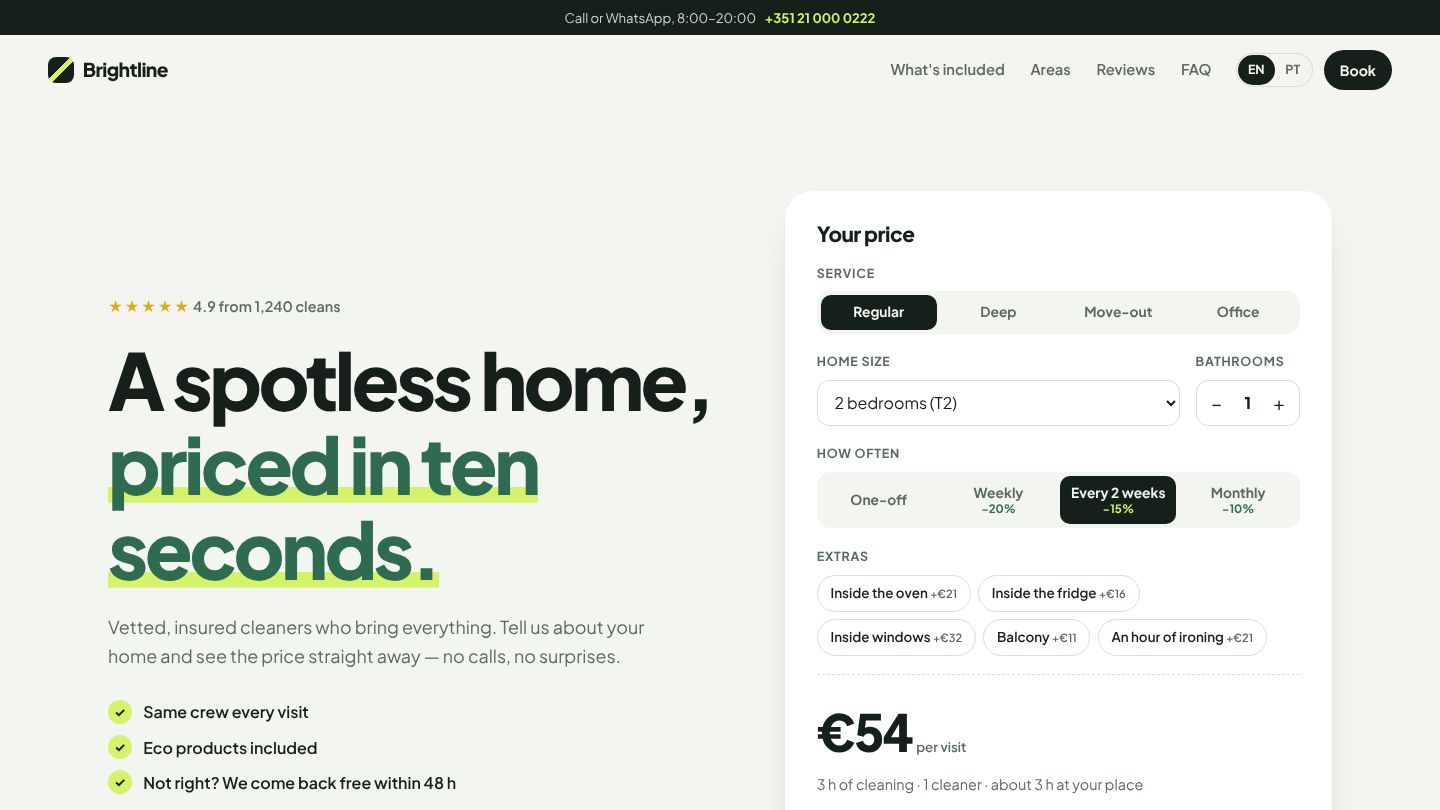 Call or WhatsApp, 8:00–20:00 +351 21 000 0222
Brightline
What's included Areas Reviews FAQ EN PT Book
★★★★★ 4.9 from 1,240 cleans
A spotless home,
priced in ten
seconds.
Vetted, insured cleaners who bring everything. Tell us about your
home and see the price straight away — no calls, no surprises.
Same crew every visit
Eco products included
Not right? We come back free within 48 h
Your price
SERVICE
Regular Deep Move-out Office
HOME SIZE BATHROOMS
2 bedrooms (T2) − 1 +
HOW OFTEN
One-off Weekly Every 2 weeks Monthly
-20% -15% -10%
EXTRAS
Inside the oven +€21 Inside the fridge +€16
Inside windows +€32 Balcony +€11 An hour of ironing +€21
€54 per visit
3 h of cleaning · 1 cleaner · about 3 h at your place